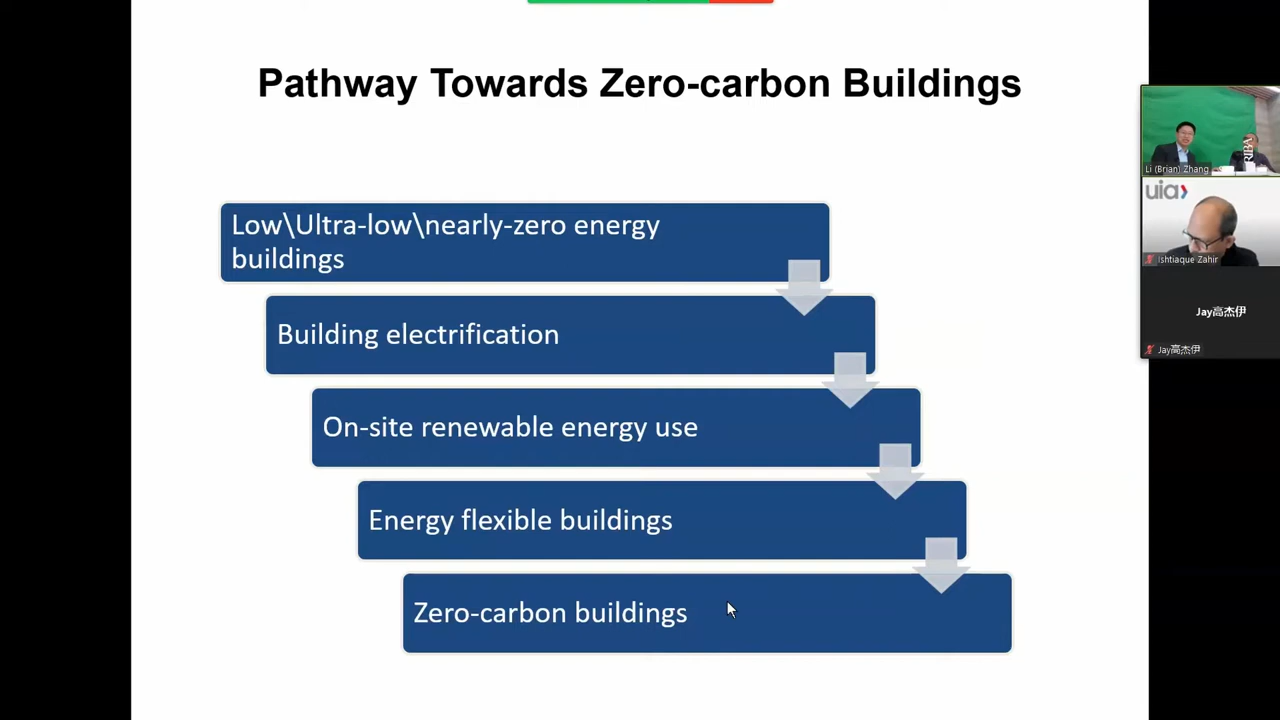 Pathway Towards Zero-carbon Buildings
Low\Ultra-low\nearly-zero energy
buildings
Building electrification
On-site renewable energy use
Energy flexible buildings
Zero-carbon buildings
RIBA
Li (Brian) Zhang
uia
Ishtiaque Zahir
Jay高杰伊
Jay高杰伊